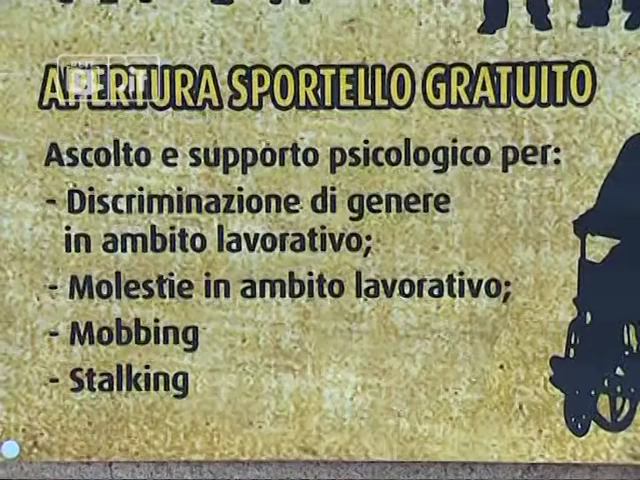 APERTURA SPORTELLO GRATUITO
Ascolto e supporto psicologico per:
- Discriminazione di genere
in ambito lavorativo;
- Molestie in ambito lavorativo;
- Mobbing
- Stalking